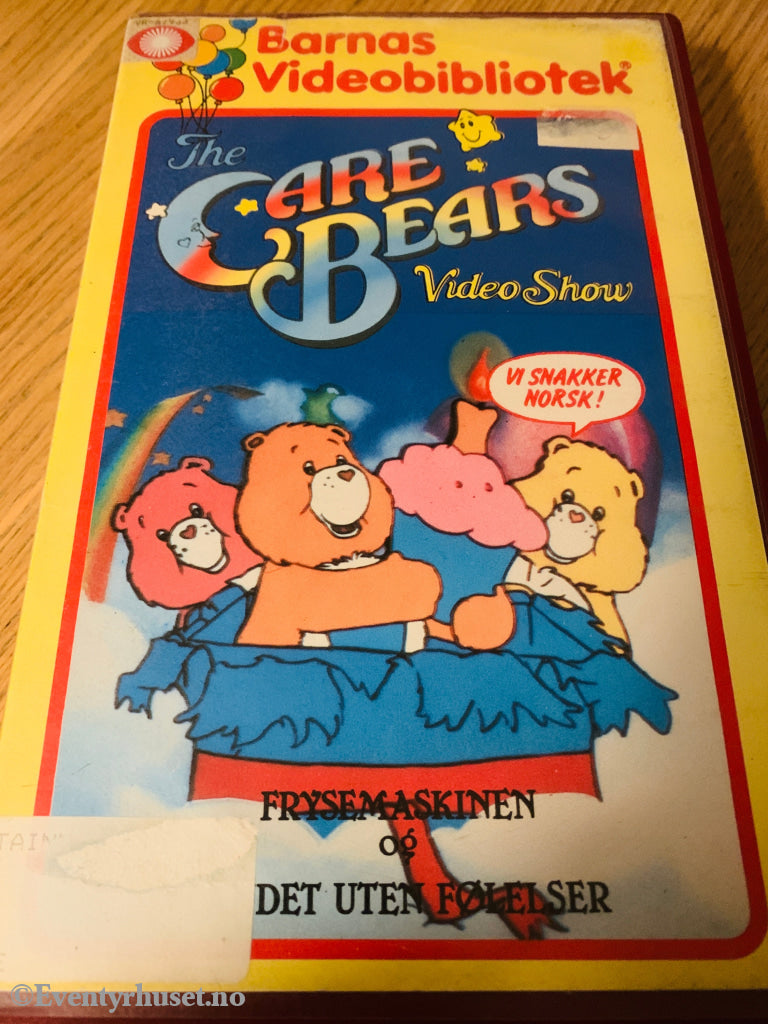 Barnas
Videobibliotek®
The
CARE
BEARS
Video Show
VI SNAKKER
NORSK!
FRYSEMASKINEN
og
DET UTEN FØLELSER
©Eventyrhuset.no